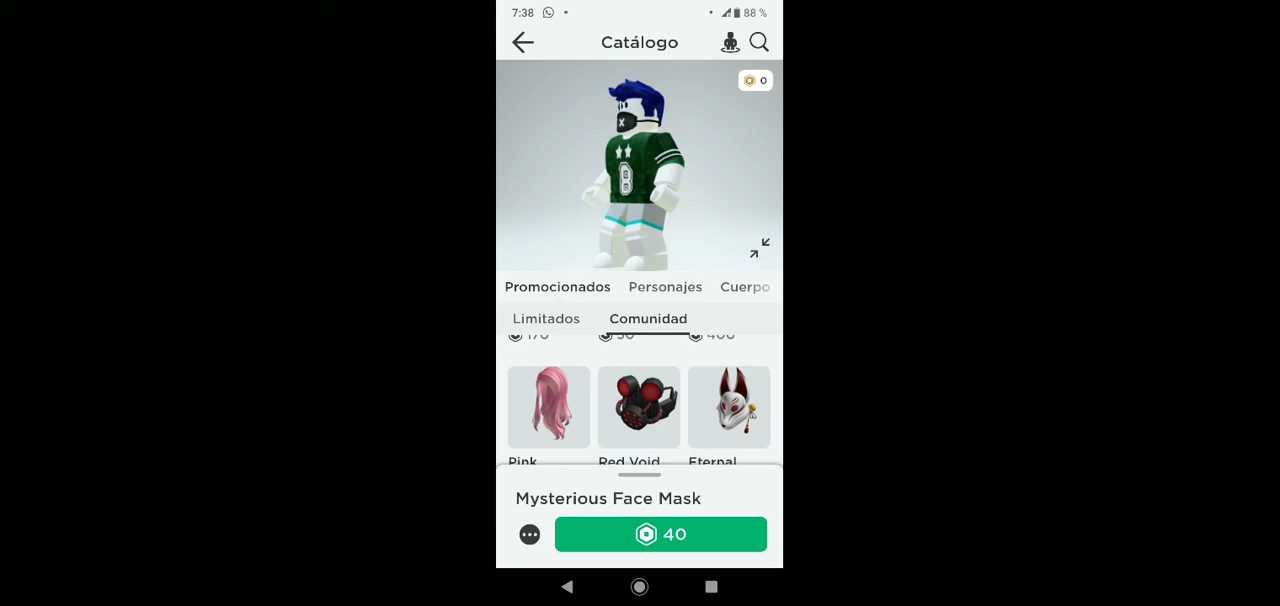 7:38
88 %
Catálogo
0
Promocionados Personajes Cuerpo
Limitados Comunidad
Pink Red Void Eternal
Mysterious Face Mask
40